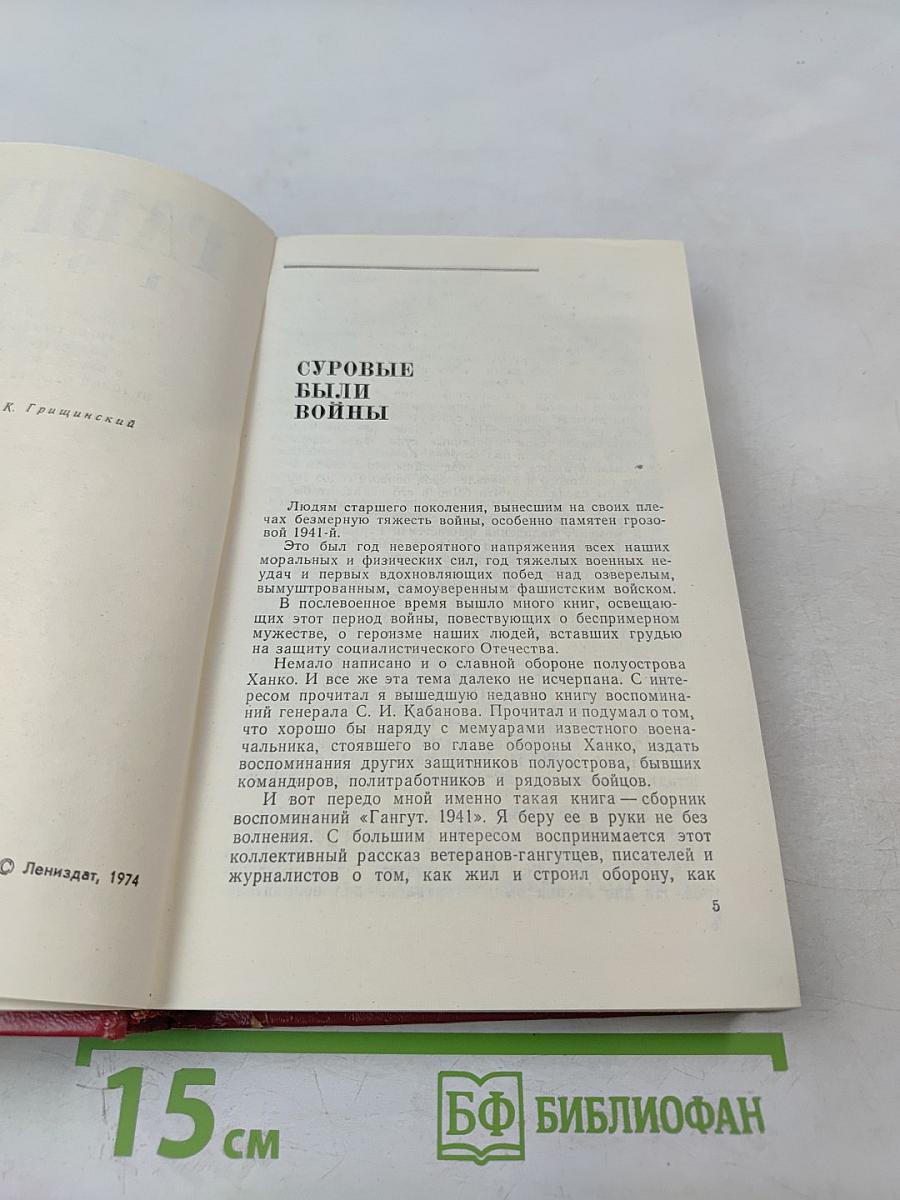 К. Грищинский
© Лениздат, 1974
СУРОВЫЕ
БЫЛИ
ВОЙНЫ
Людям старшего поколения, вынесшим на своих пле-
чах безмерную тяжесть войны, особенно памятен грозо-
вой 1941-й.
Это был год невероятного напряжения всех наших
моральных и физических сил, год тяжелых военных не-
удач и первых вдохновляющих побед над озверелым,
вымуштрованным, самоуверенным фашистским войском.
В послевоенное время вышло много книг, освещаю-
щих этот период войны, повествующих о беспримерном
мужестве, о героизме наших людей, вставших грудью
на защиту социалистического Отечества.
Немало написано и о славной обороне полуострова
Ханко. И все же эта тема далеко не исчерпана. С инте-
ресом прочитал я вышедшую недавно книгу воспомина-
ний генерала С. И. Кабанова. Прочитал и подумал о том,
что хорошо бы наряду с мемуарами известного воена-
чальника, стоявшего во главе обороны Ханко, издать
воспоминания других защитников полуострова, бывших
командиров, политработников и рядовых бойцов.
И вот передо мной именно такая книга — сборник
воспоминаний «Гангут. 1941». Я беру ее в руки не без
волнения. С большим интересом воспринимается этот
коллективный рассказ ветеранов-гангутцев, писателей и
журналистов о том, как жил и строил оборону, как
5
15 см
БФ БИБЛИОФАН